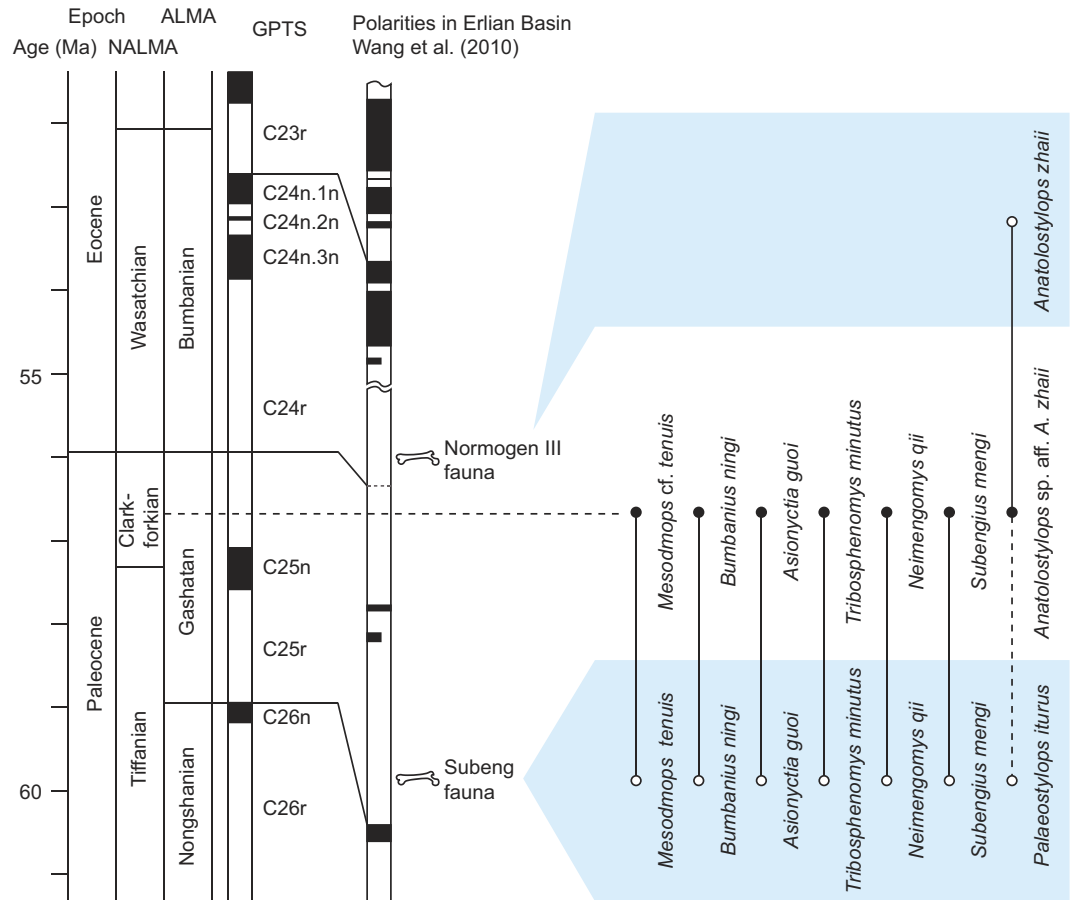 Epoch
ALMA
GPTS
Polarities in Erlian Basin
Wang et al. (2010)
Age (Ma)
NALMA
55
60
Eocene
Paleocene
Wasatchian
Clark-
forkian
Tiffanian
Bumbanian
Gashatan
Nongshanian
C23r
C24n.1n
C24n.2n
C24n.3n
C24r
C25n
C25r
C26n
C26r
Normogen III
fauna
Subeng
fauna
Anatolostylops zhaii
Mesodmops cf. tenuis
Bumbanius ningi
Asionyctia guoi
Tribosphenomys minutus
Neimengomys qii
Subengius mengi
Anatolostylops sp. aff. A. zhaii
Mesodmops tenuis
Bumbanius ningi
Asionyctia guoi
Tribosphenomys minutus
Neimengomys qii
Subengius mengi
Palaeostylops iturus